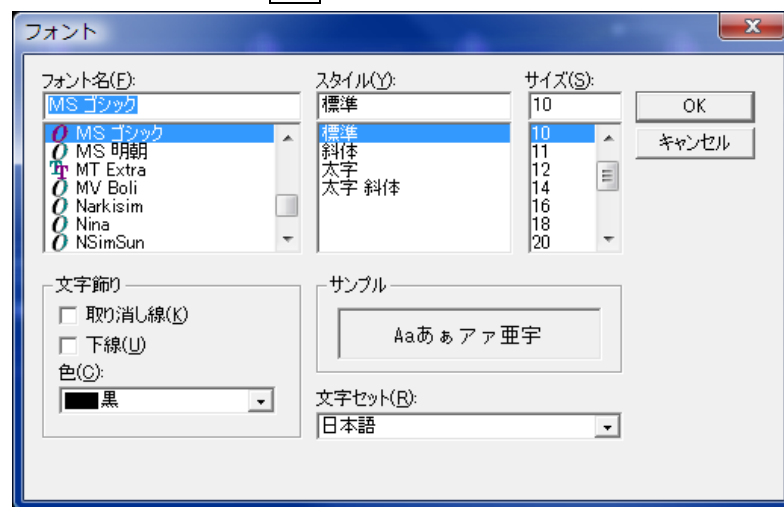 フォント
フォント名(F):
MS ゴシック
MS ゴシック
MS 明朝
MT Extra
MV Boli
Narkisim
Nina
NSimSun
スタイル(Y):
標準
標準
斜体
太字
太字 斜体
サイズ(S):
10
10
11
12
14
16
18
20
OK
キャンセル
文字飾り
取り消し線(K)
下線(U)
色(C):
黒
サンプル
Aaあぁアァ亜宇
文字セット(R):
日本語